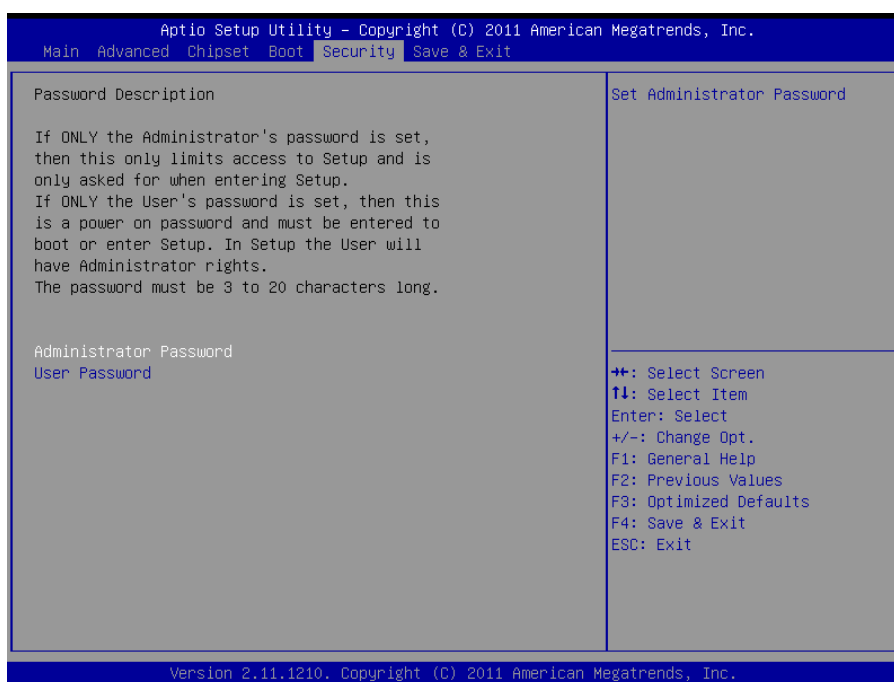 Aptio Setup Utility – Copyright (C) 2011 American Megatrends, Inc.
Main Advanced Chipset Boot Security Save & Exit
Password Description
If ONLY the Administrator's password is set,
then this only limits access to Setup and is
only asked for when entering Setup.
If ONLY the User's password is set, then this
is a power on password and must be entered to
boot or enter Setup. In Setup the User will
have Administrator rights.
The password must be 3 to 20 characters long.
Administrator Password
User Password
Set Administrator Password
→←: Select Screen
↑↓: Select Item
Enter: Select
+/-: Change Opt.
F1: General Help
F2: Previous Values
F3: Optimized Defaults
F4: Save & Exit
ESC: Exit
Version 2.11.1210. Copyright (C) 2011 American Megatrends, Inc.